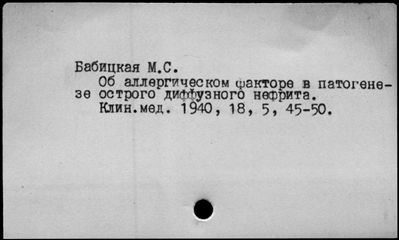 Бабицкая М.С.
Об аллергическом факторе в патогене-
зе острого диффузного нефрита.
Клин.мед. 1940, 18, 5, 45-50.